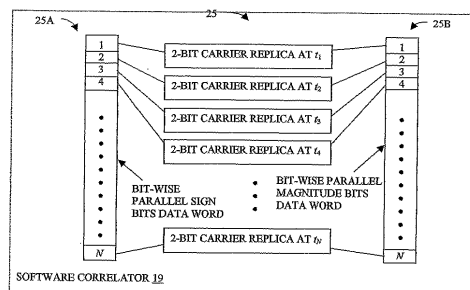 25
25A
25B
1
2
3
4
N
2-BIT CARRIER REPLICA AT t1
2-BIT CARRIER REPLICA AT t2
2-BIT CARRIER REPLICA AT t3
2-BIT CARRIER REPLICA AT t4
2-BIT CARRIER REPLICA AT tN
1
2
3
4
N
BIT-WISE
PARALLEL SIGN
BITS DATA WORD
BIT-WISE PARALLEL
MAGNITUDE BITS
DATA WORD
SOFTWARE CORRELATOR 19